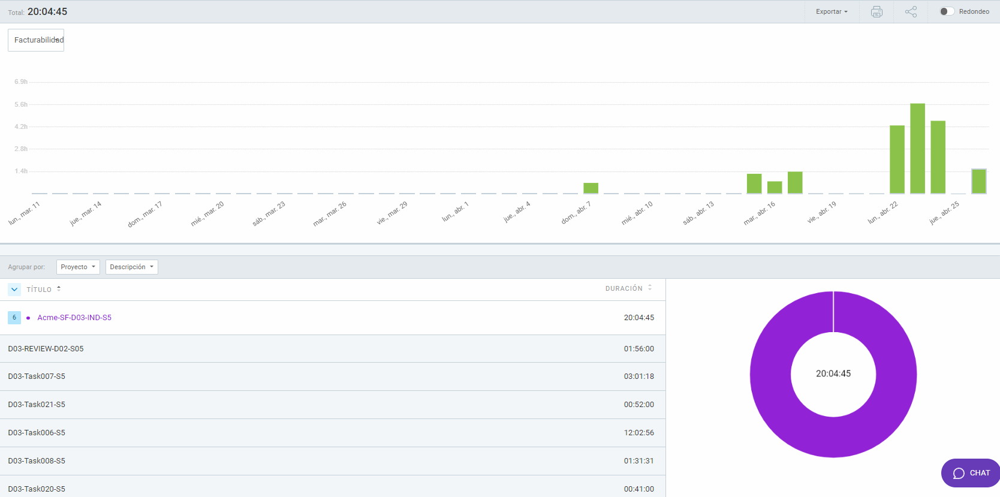 Total: 20:04:45
Exportar
Redondeo
Facturabilidad
6.9h
5.6h
4.2h
2.8h
1.4h
lun., mar. 11
jue., mar. 14
dom., mar. 17
mié., mar. 20
sáb., mar. 23
mar., mar. 26
vie., mar. 29
lun., abr. 1
jue., abr. 4
dom., abr. 7
mié., abr. 10
sáb., abr. 13
mar., abr. 16
vie., abr. 19
lun., abr. 22
jue., abr. 25
Agrupar por: Proyecto Descripción
TÍTULO DURACIÓN
6 Acme-SF-D03-IND-S5 20:04:45
D03-REVIEW-D02-S05 01:56:00
D03-Task007-S5 03:01:18
D03-Task021-S5 00:52:00
D03-Task006-S5 12:02:56
D03-Task008-S5 01:31:31
D03-Task020-S5 00:41:00
20:04:45
CHAT